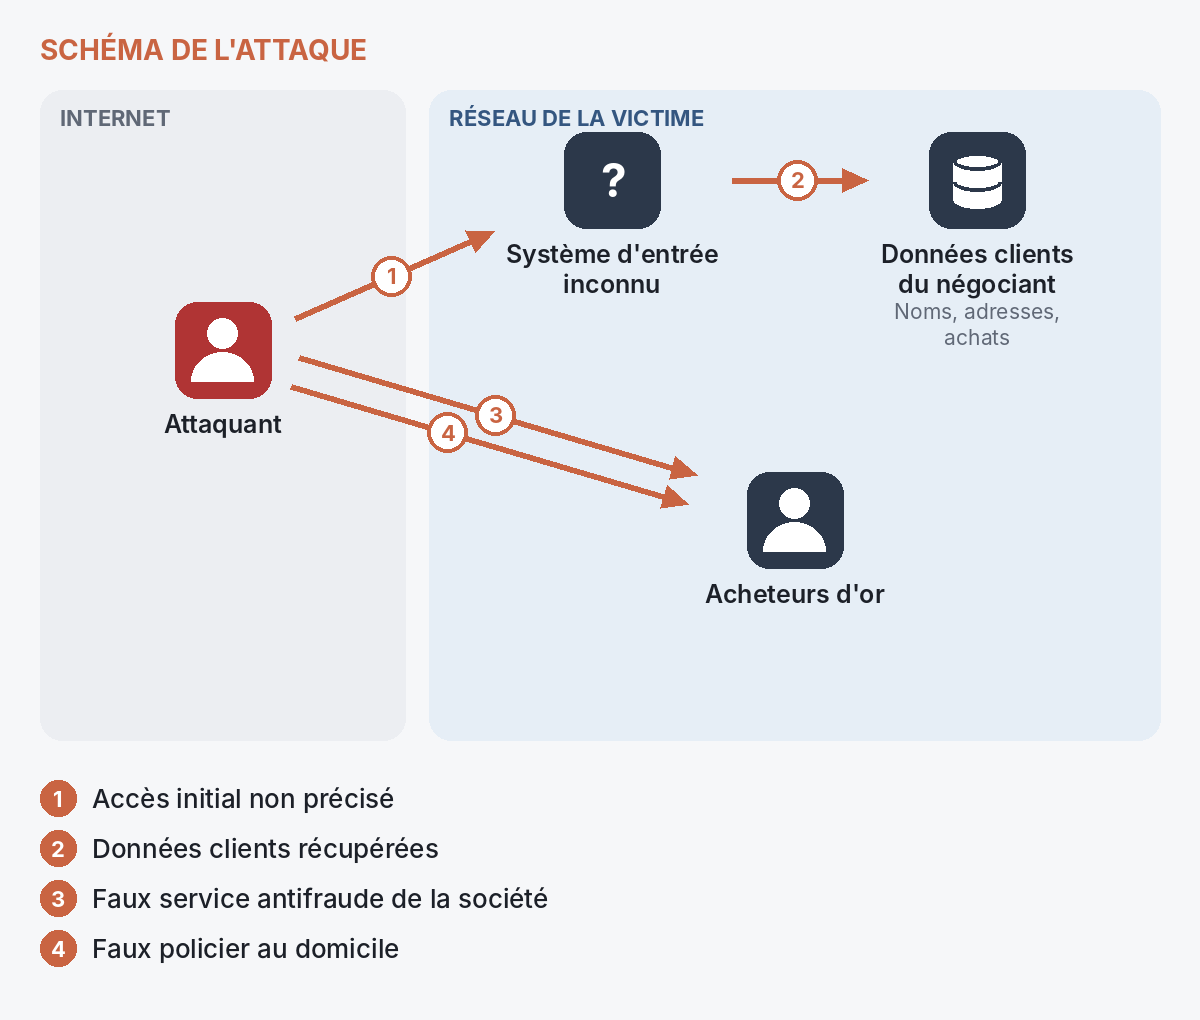 SCHÉMA DE L'ATTAQUE
INTERNET
RÉSEAU DE LA VICTIME
?
2
Système d'entrée
inconnu
Données clients
du négociant
Noms, adresses,
achats
1
Attaquant
3
4
Acheteurs d'or
1 Accès initial non précisé
2 Données clients récupérées
3 Faux service antifraude de la société
4 Faux policier au domicile